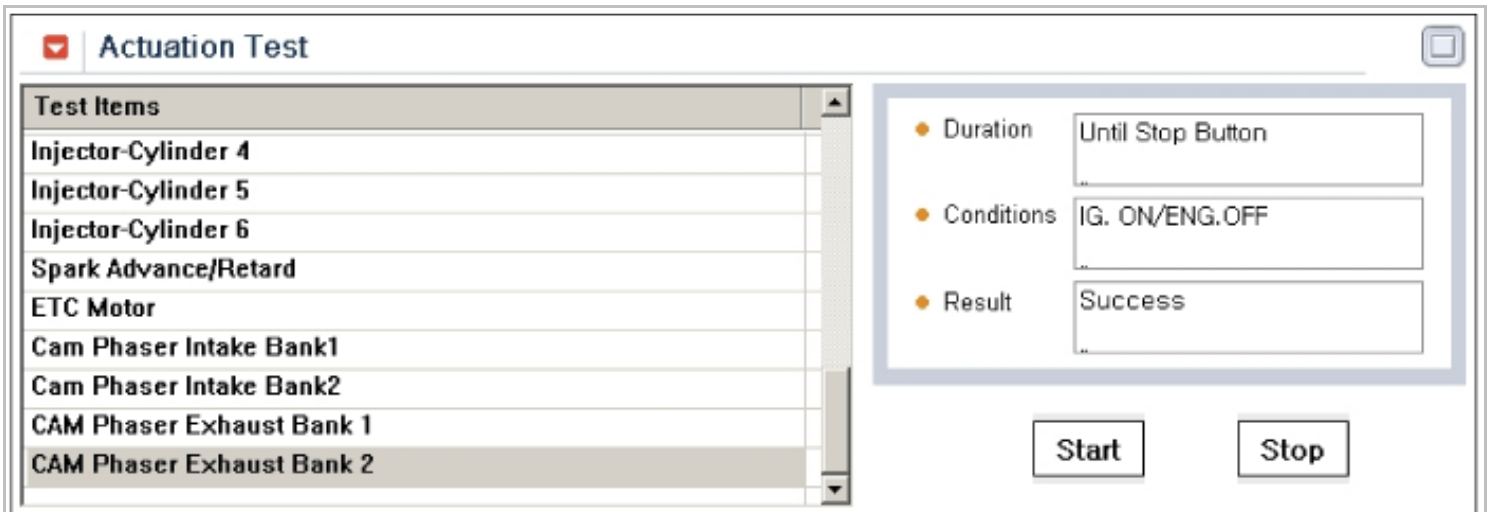 Actuation Test
Test Items
Injector-Cylinder 4
Injector-Cylinder 5
Injector-Cylinder 6
Spark Advance/Retard
ETC Motor
Cam Phaser Intake Bank1
Cam Phaser Intake Bank2
CAM Phaser Exhaust Bank 1
CAM Phaser Exhaust Bank 2
Duration
Until Stop Button
Conditions
IG. ON/ENG.OFF
Result
Success
Start
Stop